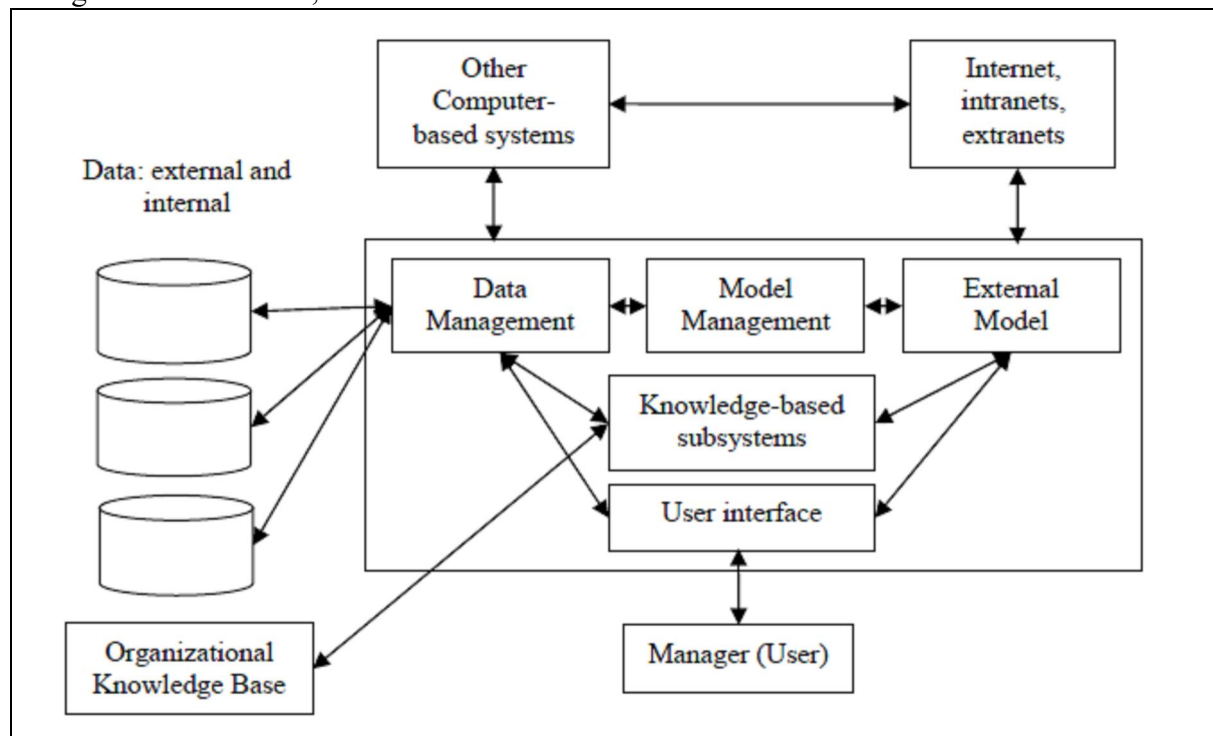 Other
Computer-
based systems
Internet,
intranets,
extranets
Data: external and
internal
Data
Management
Model
Management
External
Model
Knowledge-based
subsystems
User interface
Organizational
Knowledge Base
Manager (User)